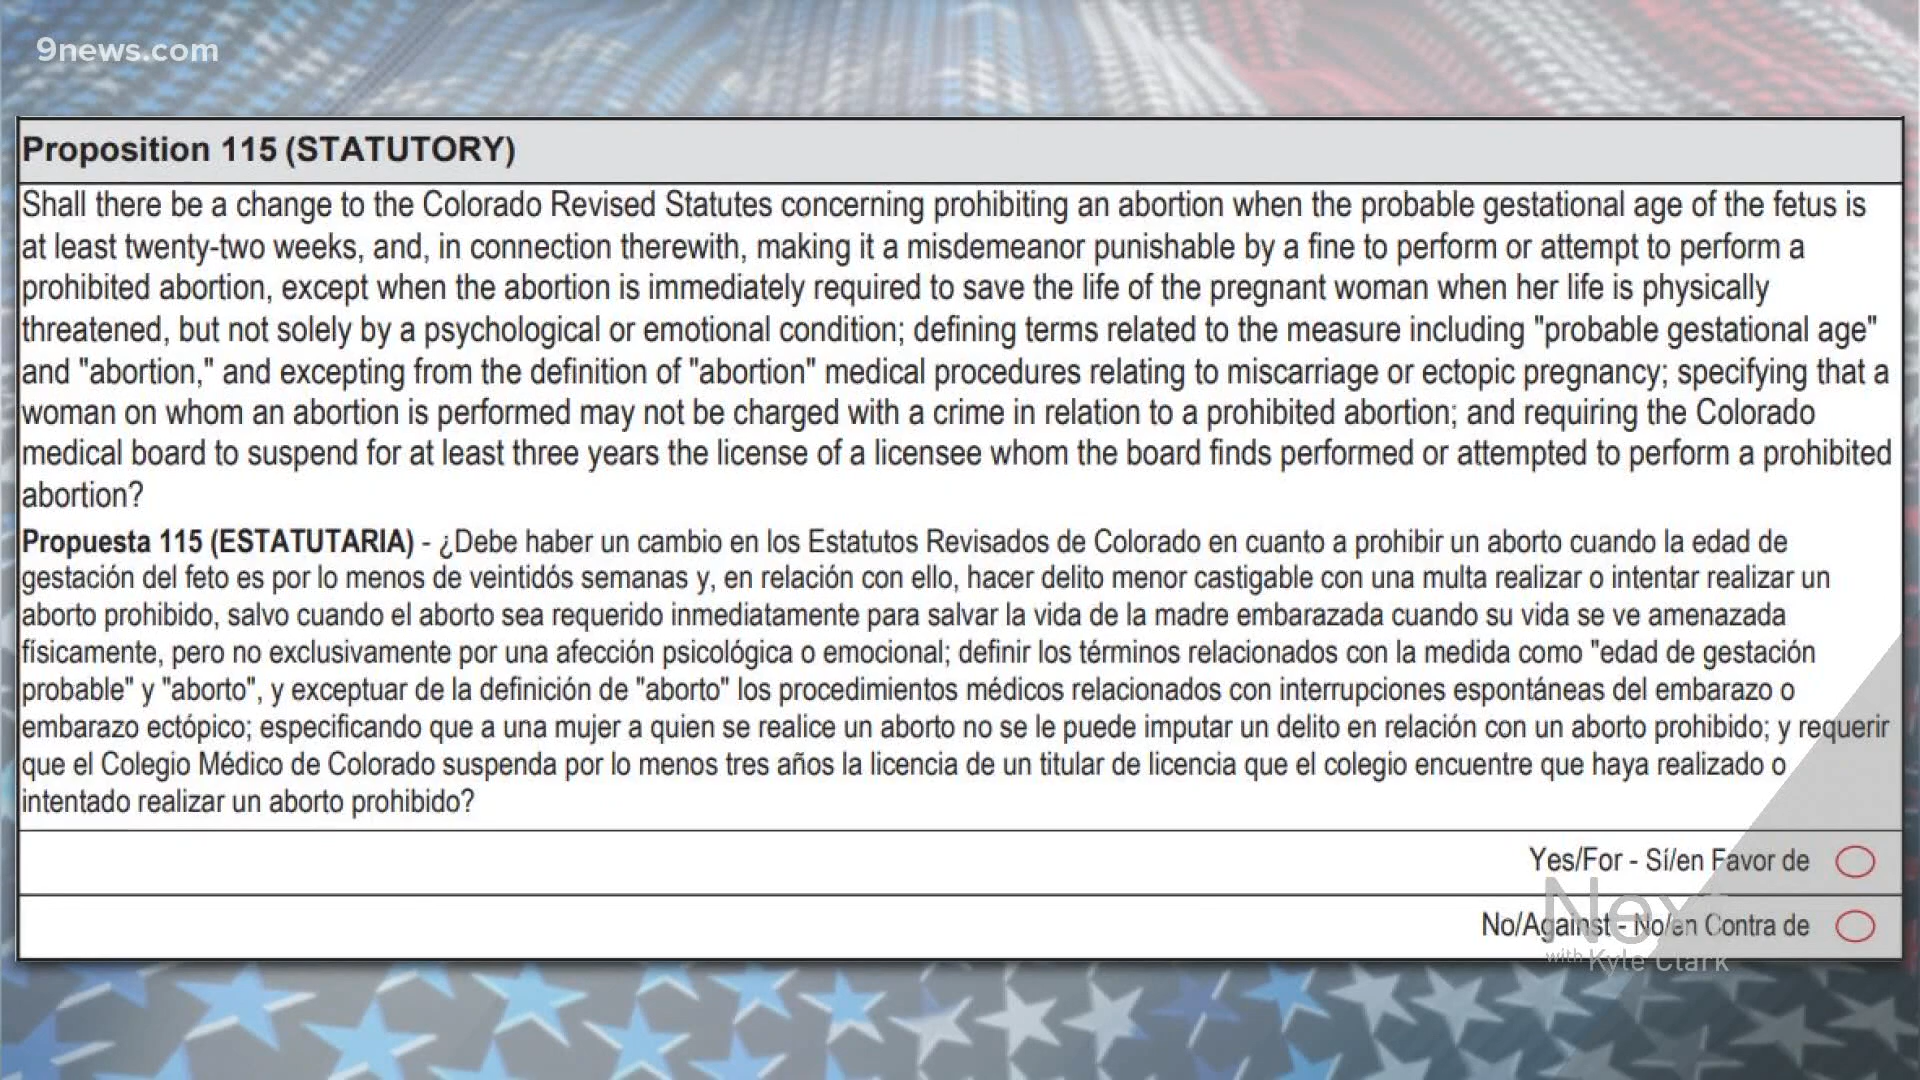 9news.com
Proposition 115 (STATUTORY)
Shall there be a change to the Colorado Revised Statutes concerning prohibiting an abortion when the probable gestational age of the fetus is
at least twenty-two weeks, and, in connection therewith, making it a misdemeanor punishable by a fine to perform or attempt to perform a
prohibited abortion, except when the abortion is immediately required to save the life of the pregnant woman when her life is physically
threatened, but not solely by a psychological or emotional condition; defining terms related to the measure including "probable gestational age"
and "abortion," and excepting from the definition of "abortion" medical procedures relating to miscarriage or ectopic pregnancy; specifying that a
woman on whom an abortion is performed may not be charged with a crime in relation to a prohibited abortion; and requiring the Colorado
medical board to suspend for at least three years the license of a licensee whom the board finds performed or attempted to perform a prohibited
abortion?
Propuesta 115 (ESTATUTARIA) - ¿Debe haber un cambio en los Estatutos Revisados de Colorado en cuanto a prohibir un aborto cuando la edad de
gestación del feto es por lo menos de veintidós semanas y, en relación con ello, hacer delito menor castigable con una multa realizar o intentar realizar un
aborto prohibido, salvo cuando el aborto sea requerido inmediatamente para salvar la vida de la madre embarazada cuando su vida se ve amenazada
físicamente, pero no exclusivamente por una afección psicológica o emocional; definir los términos relacionados con la medida como "edad de gestación
probable" y "aborto", y exceptuar de la definición de "aborto" los procedimientos médicos relacionados con interrupciones espontáneas del embarazo o
embarazo ectópico; especificando que a una mujer a quien se realice un aborto no se le puede imputar un delito en relación con un aborto prohibido; y requerir
que el Colegio Médico de Colorado suspenda por lo menos tres años la licencia de un titular de licencia que el colegio encuentre que haya realizado o
intentado realizar un aborto prohibido?
Yes/For - Sí/en Favor de
No/Against - No/en Contra de
Next
with Kyle Clark